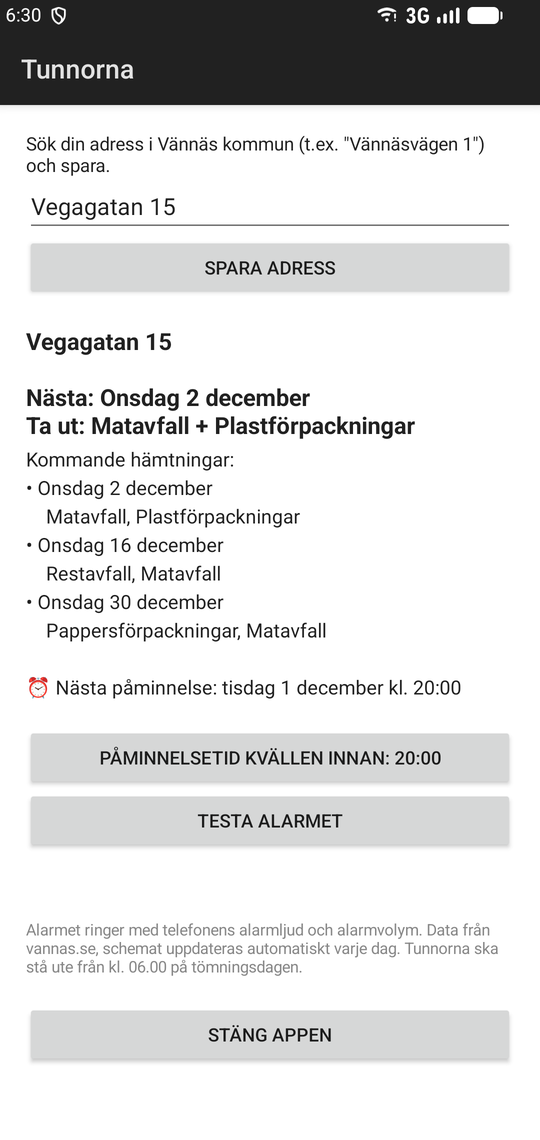 6:30
3G
Tunnorna
Sök din adress i Vännäs kommun (t.ex. "Vännäsvägen 1")
och spara.
Vegagatan 15
SPARA ADRESS
Vegagatan 15
Nästa: Onsdag 2 december
Ta ut: Matavfall + Plastförpackningar
Kommande hämtningar:
• Onsdag 2 december
Matavfall, Plastförpackningar
• Onsdag 16 december
Restavfall, Matavfall
• Onsdag 30 december
Pappersförpackningar, Matavfall
⏰ Nästa påminnelse: tisdag 1 december kl. 20:00
PÅMINNELSETID KVÄLLEN INNAN: 20:00
TESTA ALARMET
Alarmet ringer med telefonens alarmljud och alarmvolym. Data från
vannas.se, schemat uppdateras automatiskt varje dag. Tunnorna ska
stå ute från kl. 06.00 på tömningsdagen.
STÄNG APPEN